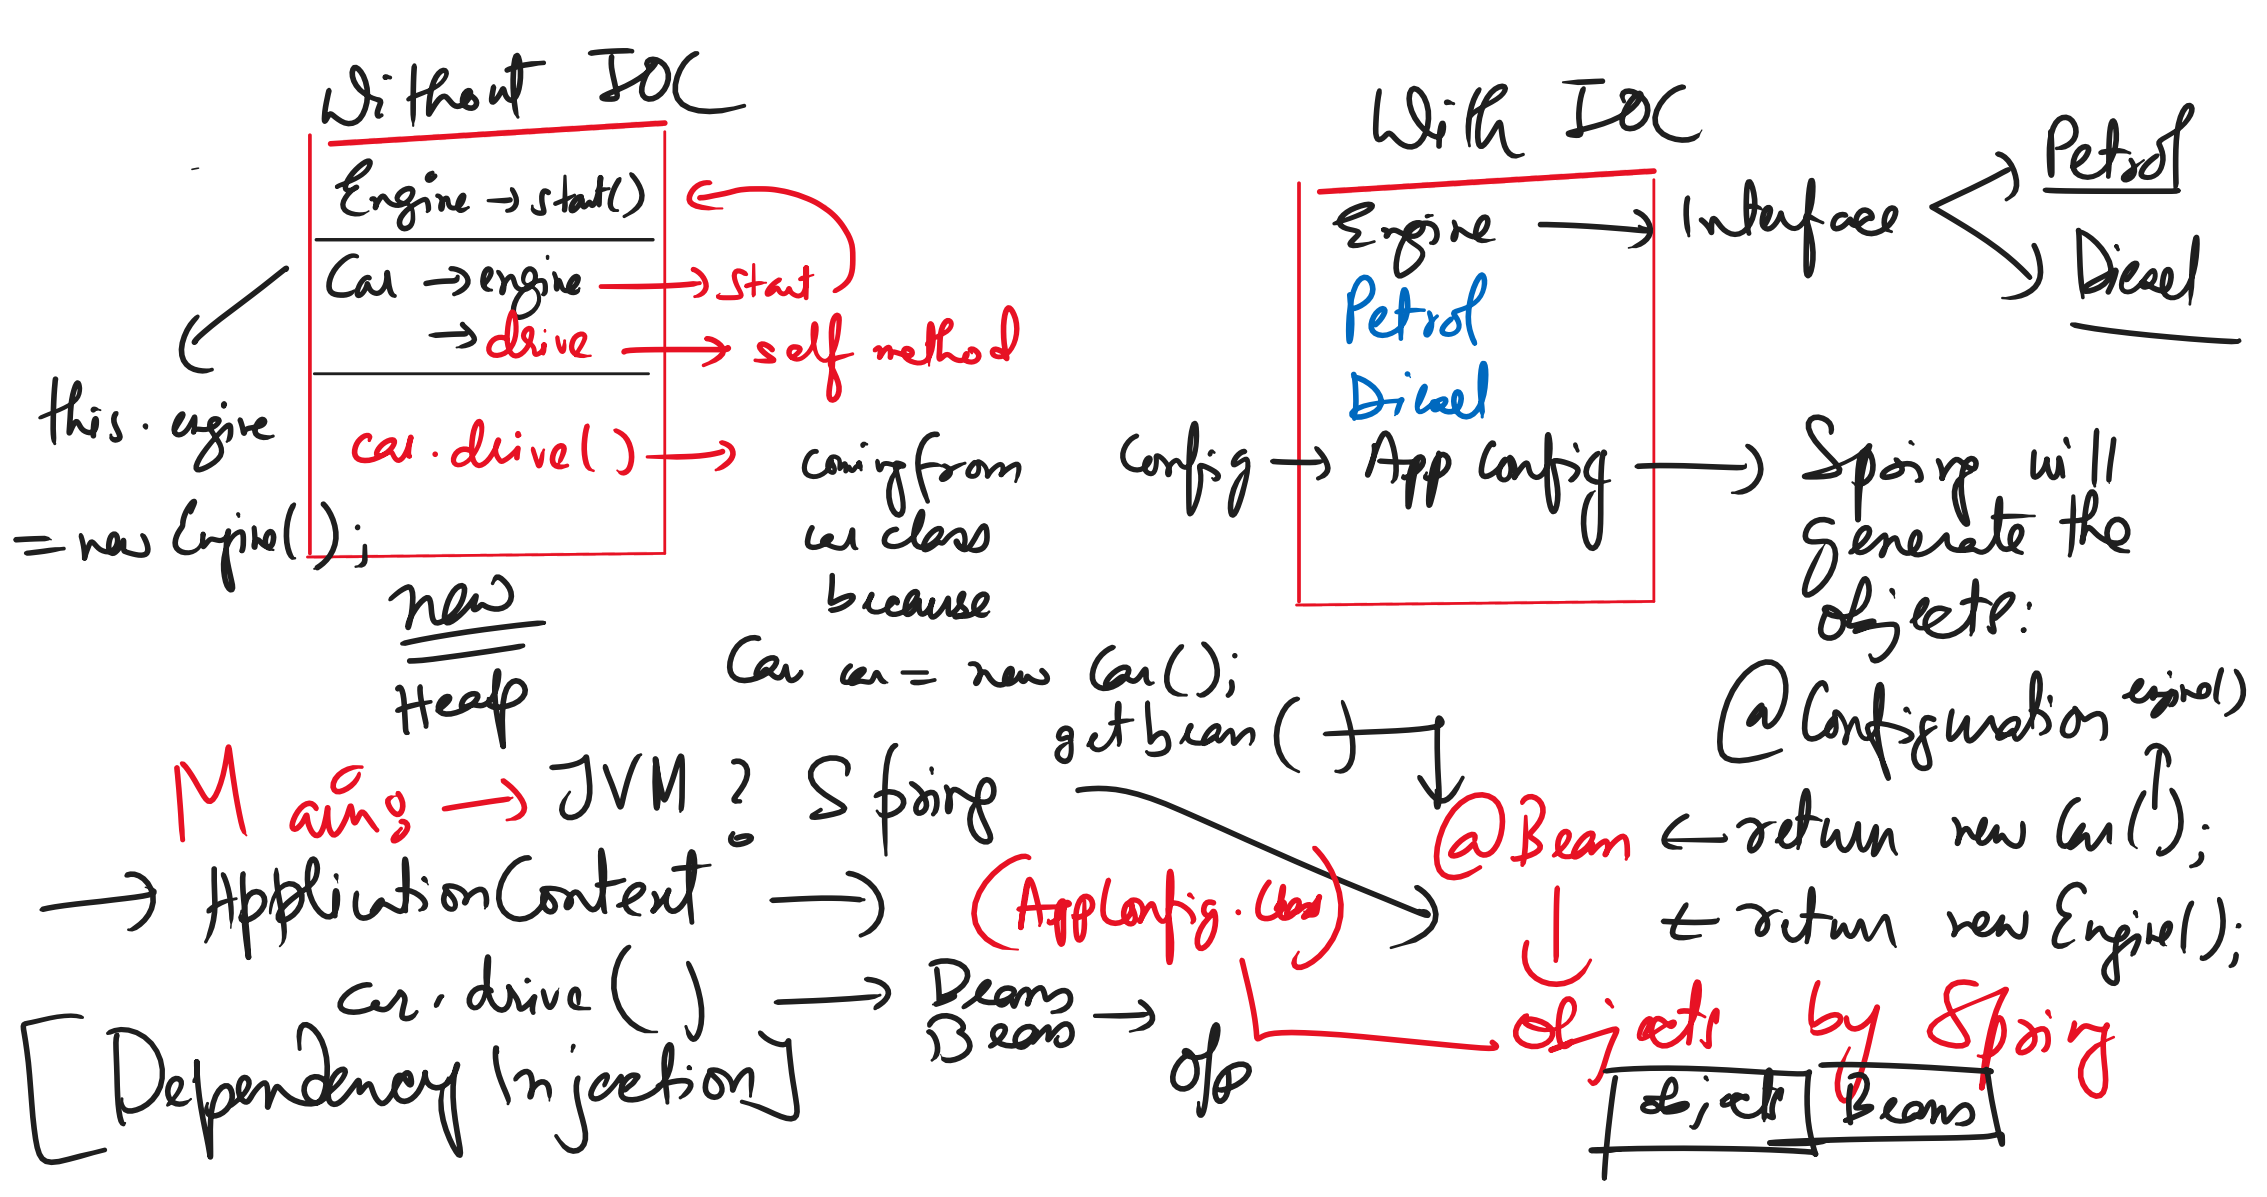 Without IOC
Engine → start()
Car → engine → start
→ drive → self method
this.engine
= new Engine();
car.drive() → coming from
car class
because
Car car = new Car();
new
Heap
With IOC
Engine → Interface
Petrol
Diesel
Petrol
Diesel
Config → App Config → Spring will
generate the
objects:
@Configuration engine()
getbean()
@Bean ← return new Car();
← return new Engine();
objects by Spring
objects Beans
Main → JVM? Spring
→ ApplicationContext → (AppConfig.class)
car.drive() → Beans
Beans → o/p
[Dependency Injection]